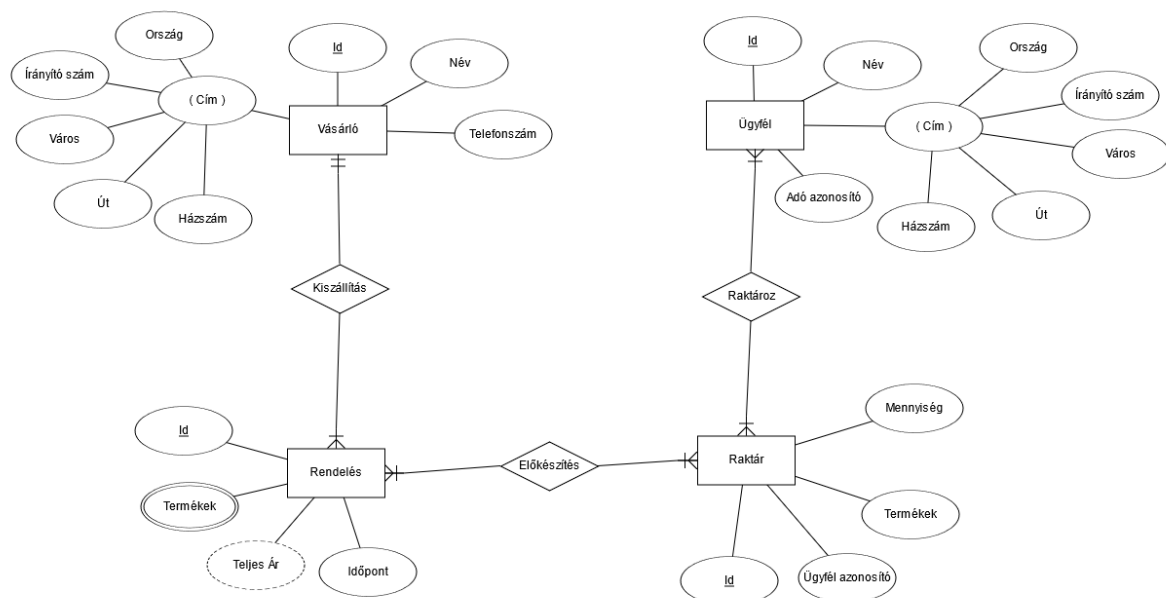 Ország
Id
Írányító szám
Név
( Cím )
Vásárló
Telefonszám
Város
Út
Házszám
Id
Ország
Név
Írányító szám
Ügyfél
( Cím )
Város
Adó azonosító
Út
Házszám
Kiszállítás
Raktároz
Id
Mennyiség
Rendelés
Előkészítés
Raktár
Termékek
Termékek
Teljes Ár
Időpont
Id
Ügyfél azonosító